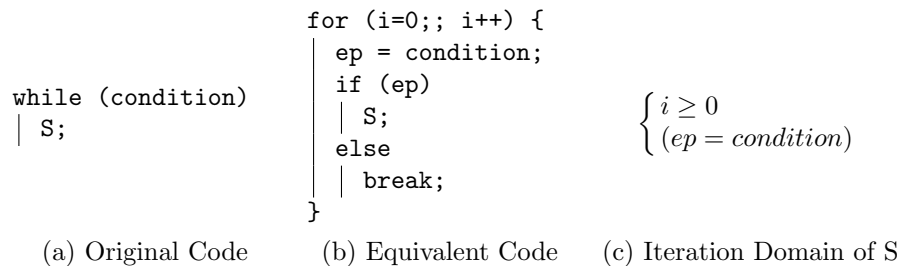 while (condition)
S;
(a) Original Code
for (i=0;; i++) {
ep = condition;
if (ep)
S;
else
break;
}
(b) Equivalent Code
i ≥ 0
(ep = condition)
(c) Iteration Domain of S